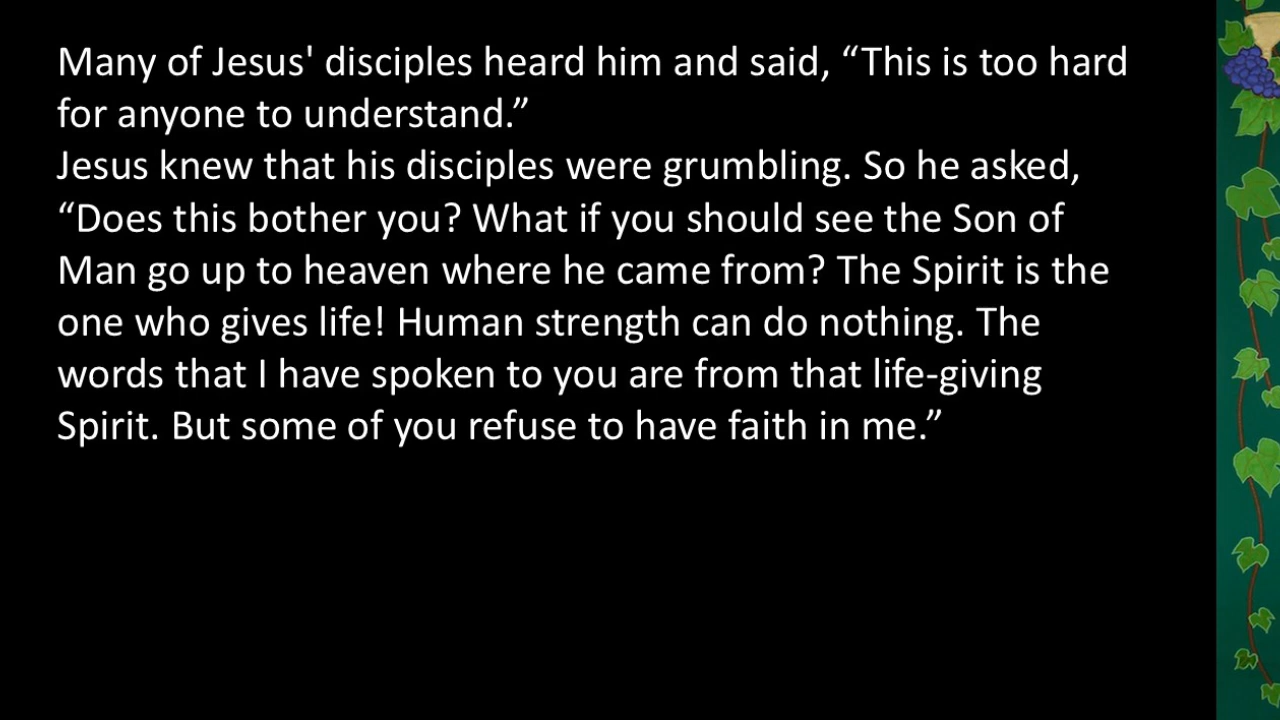 Many of Jesus' disciples heard him and said, “This is too hard
for anyone to understand.”
Jesus knew that his disciples were grumbling. So he asked,
“Does this bother you? What if you should see the Son of
Man go up to heaven where he came from? The Spirit is the
one who gives life! Human strength can do nothing. The
words that I have spoken to you are from that life-giving
Spirit. But some of you refuse to have faith in me.”